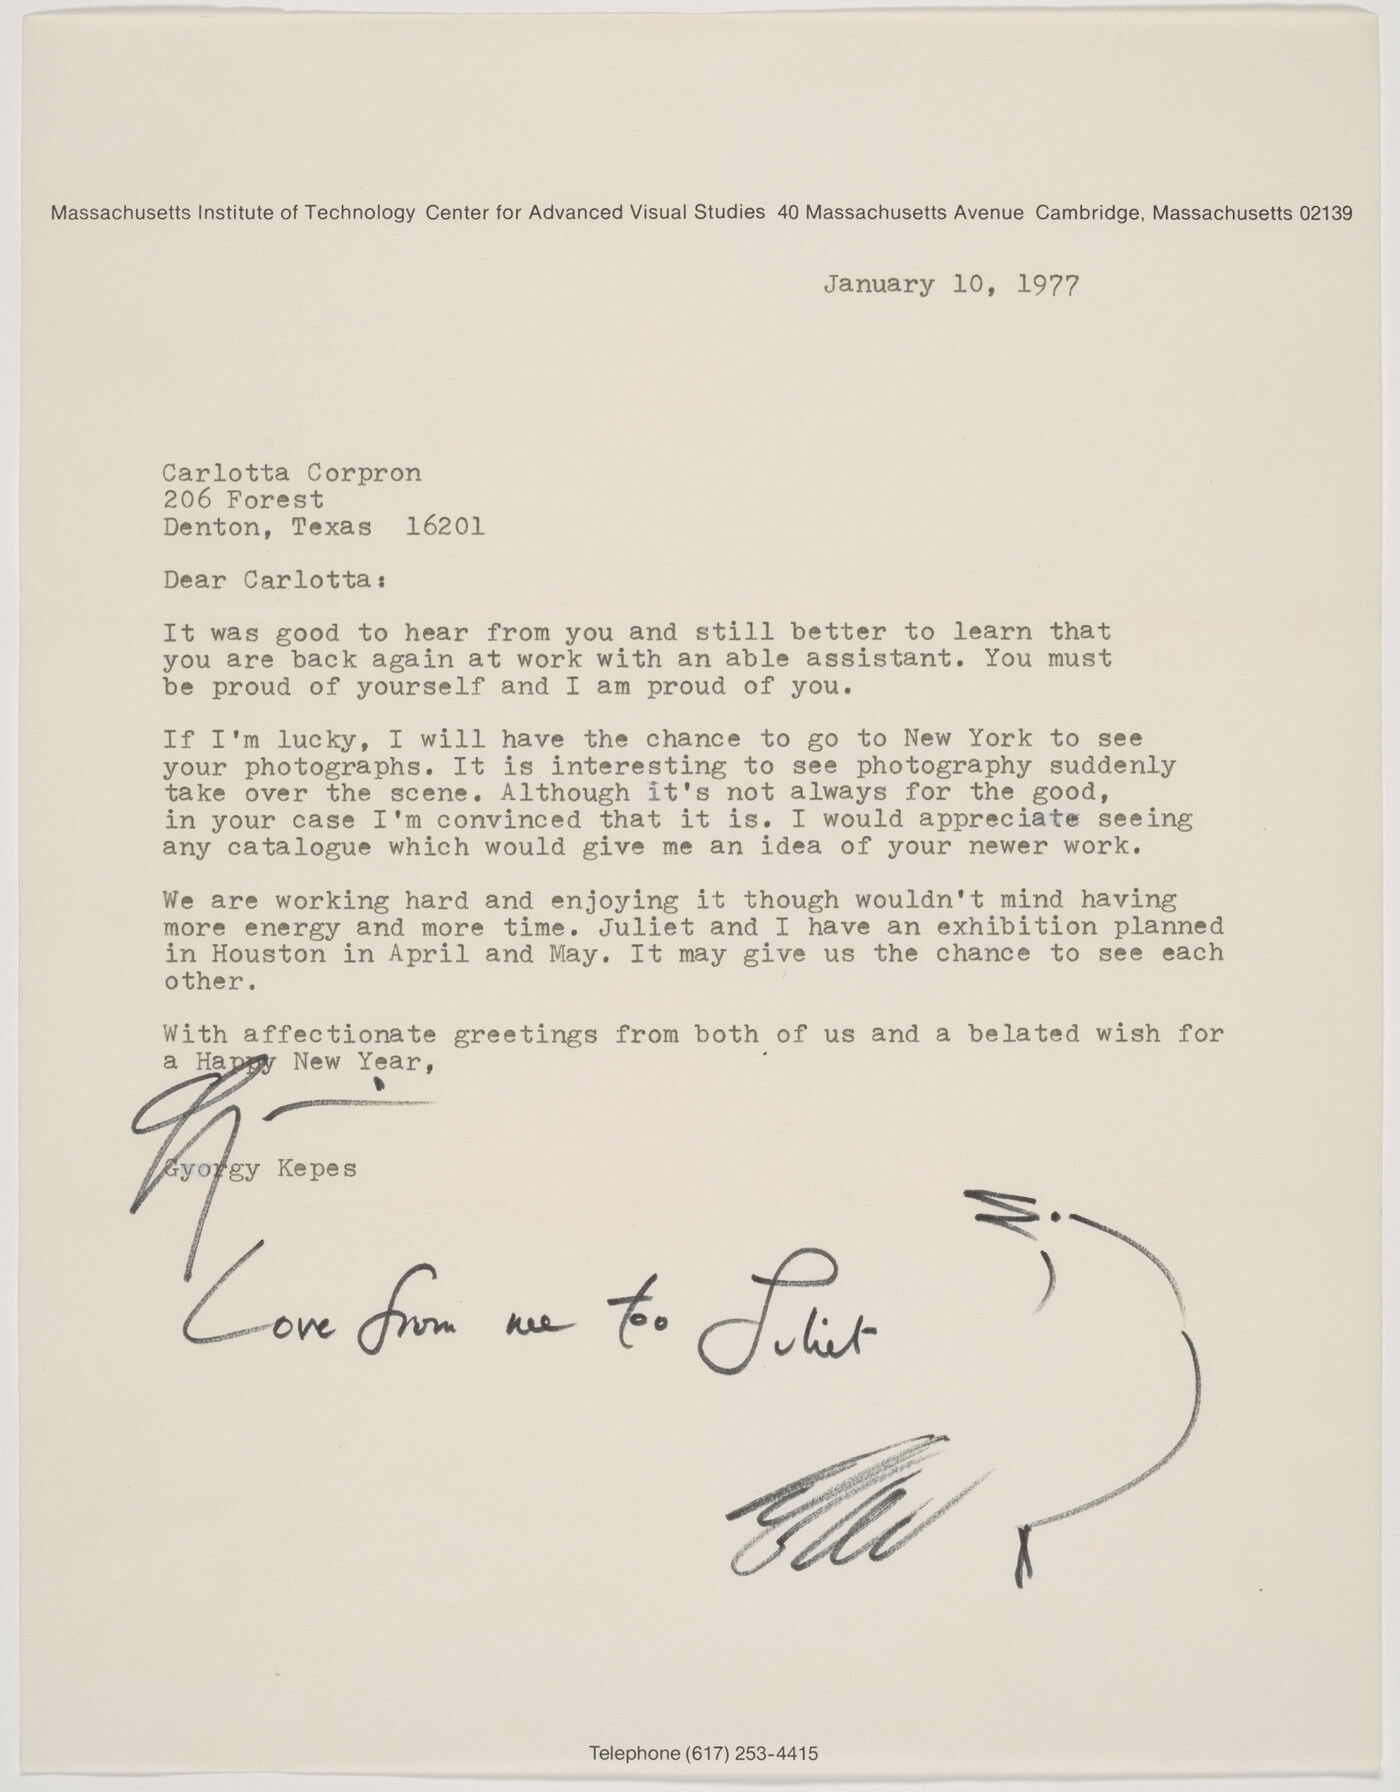 Massachusetts Institute of Technology Center for Advanced Visual Studies 40 Massachusetts Avenue Cambridge, Massachusetts 02139
January 10, 1977
Carlotta Corpron
206 Forest
Denton, Texas 16201
Dear Carlotta:
It was good to hear from you and still better to learn that
you are back again at work with an able assistant. You must
be proud of yourself and I am proud of you.
If I'm lucky, I will have the chance to go to New York to see
your photographs. It is interesting to see photography suddenly
take over the scene. Although it's not always for the good,
in your case I'm convinced that it is. I would appreciate seeing
any catalogue which would give me an idea of your newer work.
We are working hard and enjoying it though wouldn't mind having
more energy and more time. Juliet and I have an exhibition planned
in Houston in April and May. It may give us the chance to see each
other.
With affectionate greetings from both of us and a belated wish for
a Happy New Year,
Gyorgy Kepes
Love from me too Juliet
Telephone (617) 253-4415